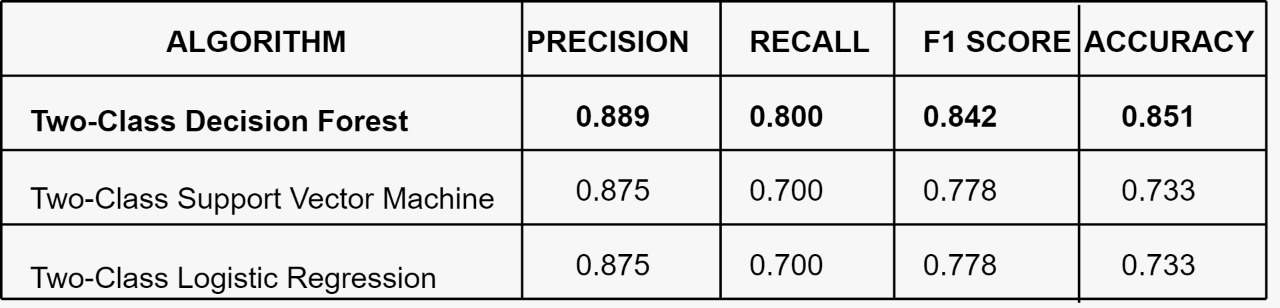 ALGORITHM PRECISION RECALL F1 SCORE ACCURACY
Two-Class Decision Forest 0.889 0.800 0.842 0.851
Two-Class Support Vector Machine 0.875 0.700 0.778 0.733
Two-Class Logistic Regression 0.875 0.700 0.778 0.733